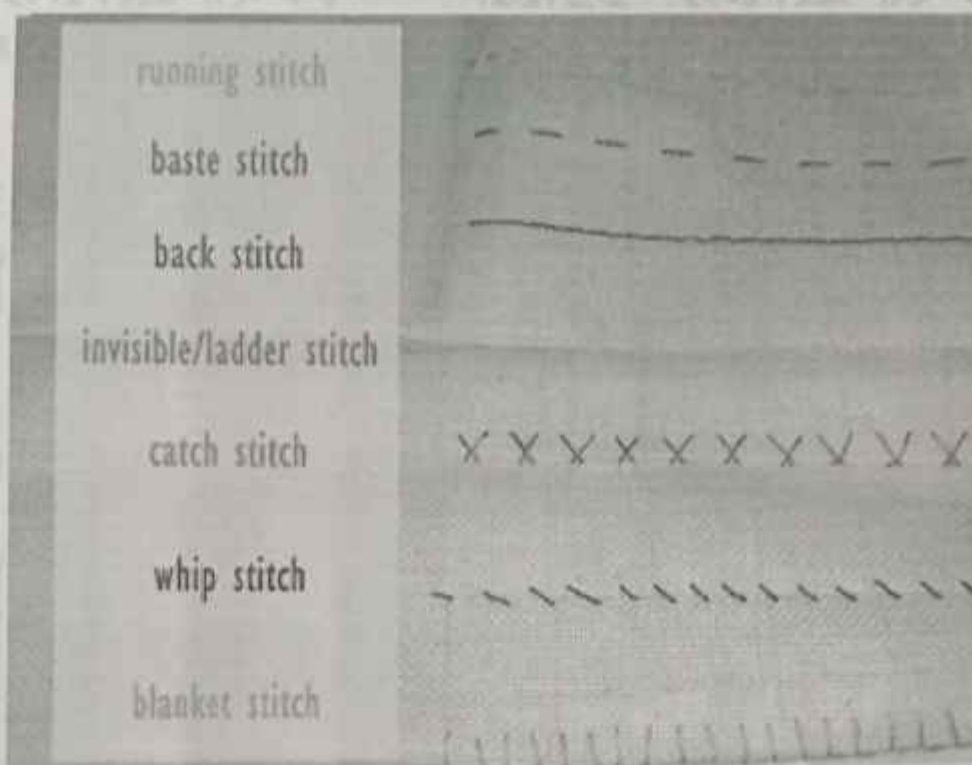 running stitch
baste stitch
back stitch
invisible/ladder stitch
catch stitch
whip stitch
blanket stitch